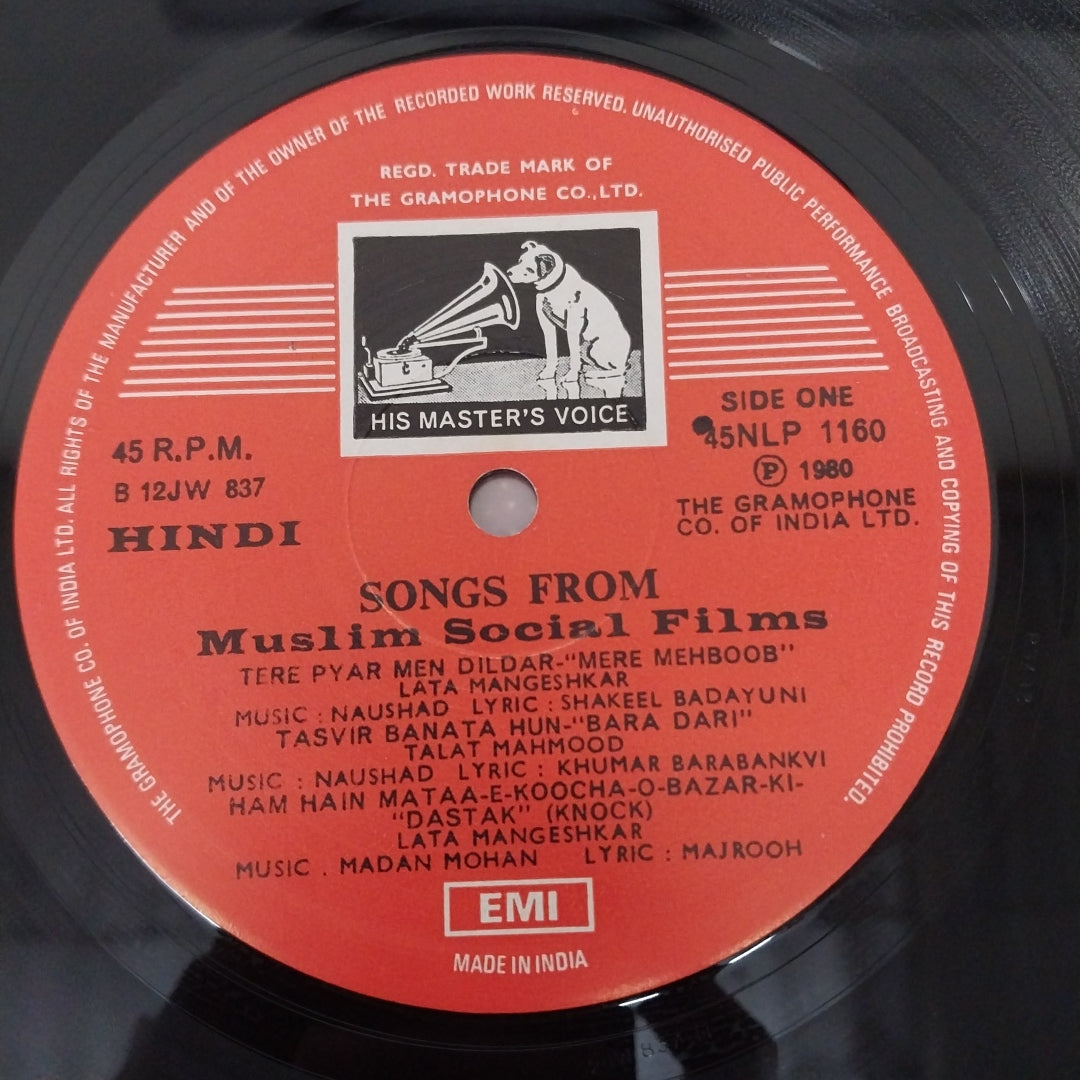 THE GRAMOPHONE CO. OF INDIA LTD. ALL RIGHTS OF THE MANUFACTURER AND OF THE OWNER OF THE RECORDED WORK RESERVED. UNAUTHORISED PUBLIC PERFORMANCE BROADCASTING AND COPYING OF THIS RECORD PROHIBITED.
REGD. TRADE MARK OF
THE GRAMOPHONE CO., LTD.
HIS MASTER'S VOICE
45 R.P.M.
B 12JW 837
HINDI
SIDE ONE
45NLP 1160
Ⓟ 1980
THE GRAMOPHONE
CO. OF INDIA LTD.
SONGS FROM
Muslim Social Films
TERE PYAR MEN DILDAR-"MERE MEHBOOB"
LATA MANGESHKAR
MUSIC : NAUSHAD LYRIC : SHAKEEL BADAYUNI
TASVIR BANATA HUN-"BARA DARI"
TALAT MAHMOOD
MUSIC : NAUSHAD LYRIC : KHUMAR BARABANKVI
HAM HAIN MATAA-E-KOOCHA-O-BAZAR-KI-
"DASTAK" (KNOCK)
LATA MANGESHKAR
MUSIC . MADAN MOHAN LYRIC : MAJROOH
EMI
MADE IN INDIA